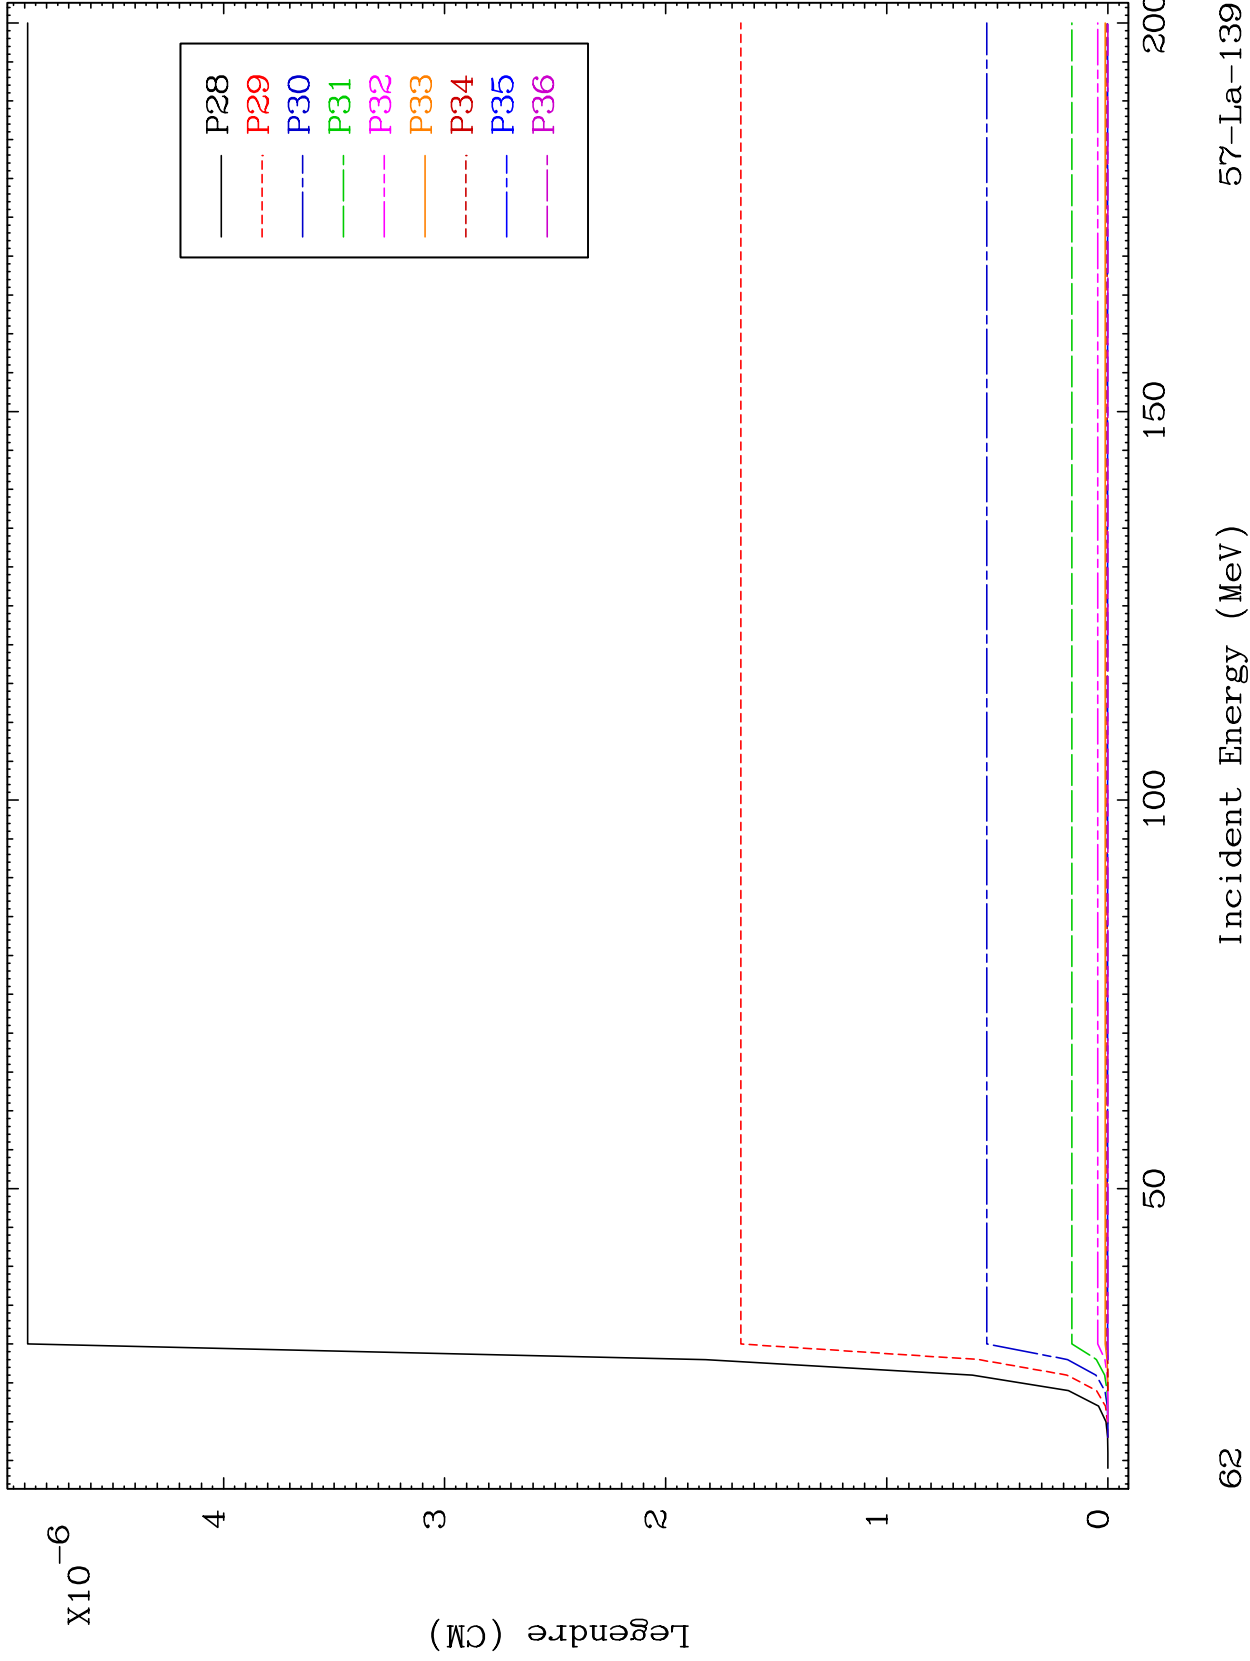 X10-6
4
3
2
1
0
Legendre (CM)
P28
P29
P30
P31
P32
P33
P34
P35
P36
50
100
150
200
62
Incident Energy (MeV)
57-La-139